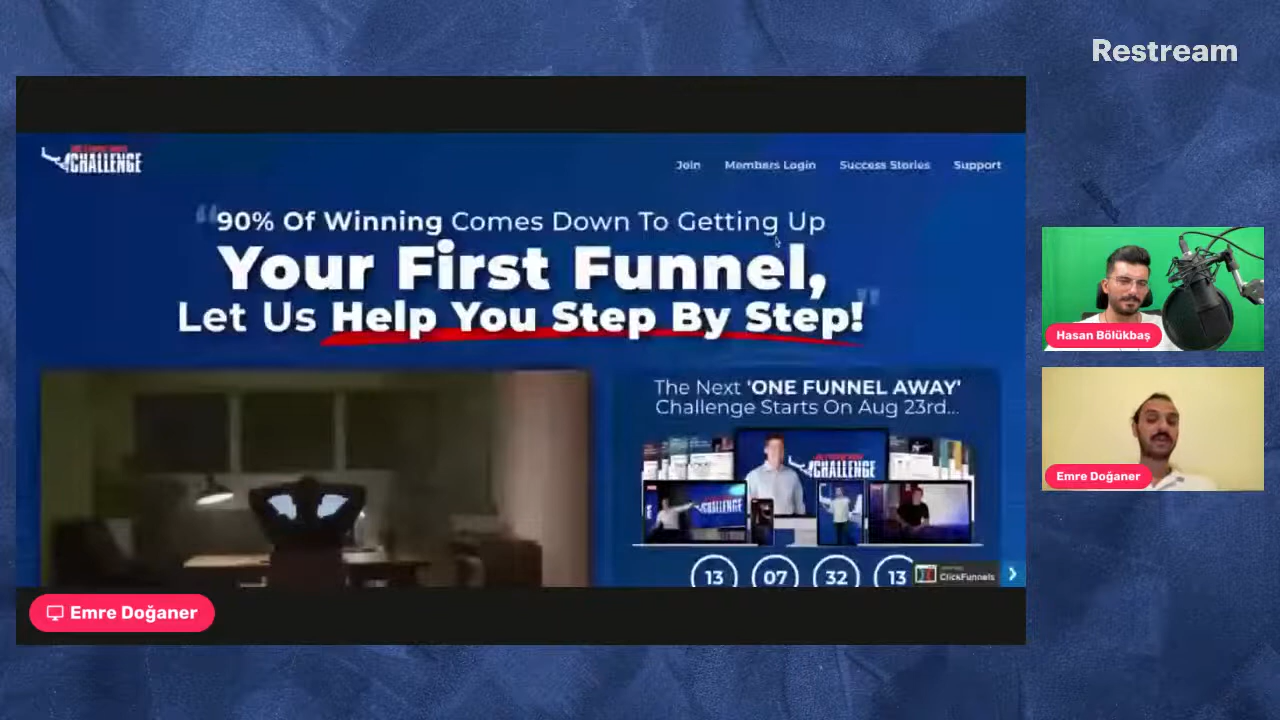 Restream
CHALLENGE
Join
Members Login
Success Stories
Support
“90% Of Winning Comes Down To Getting Up
Your First Funnel,
Let Us Help You Step By Step!”
The Next 'ONE FUNNEL AWAY'
Challenge Starts On Aug 23rd...
CHALLENGE
CHALLENGE
13
07
32
13
ClickFunnels
Hasan Bölükbaş
Emre Doğaner
Emre Doğaner